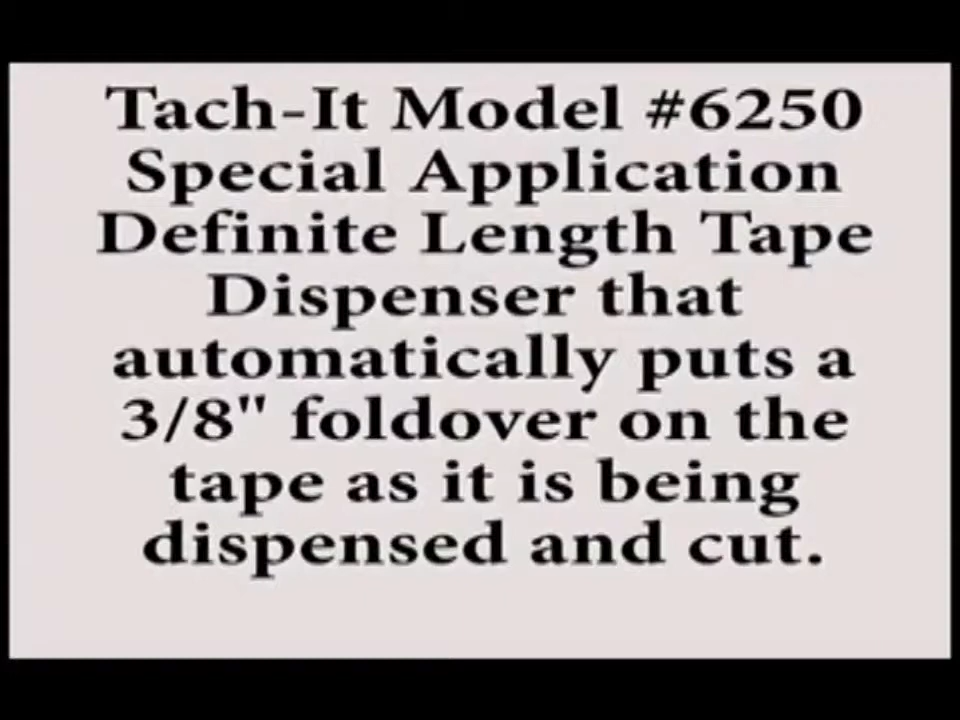 Tach-It Model #6250
Special Application
Definite Length Tape
Dispenser that
automatically puts a
3/8" foldover on the
tape as it is being
dispensed and cut.